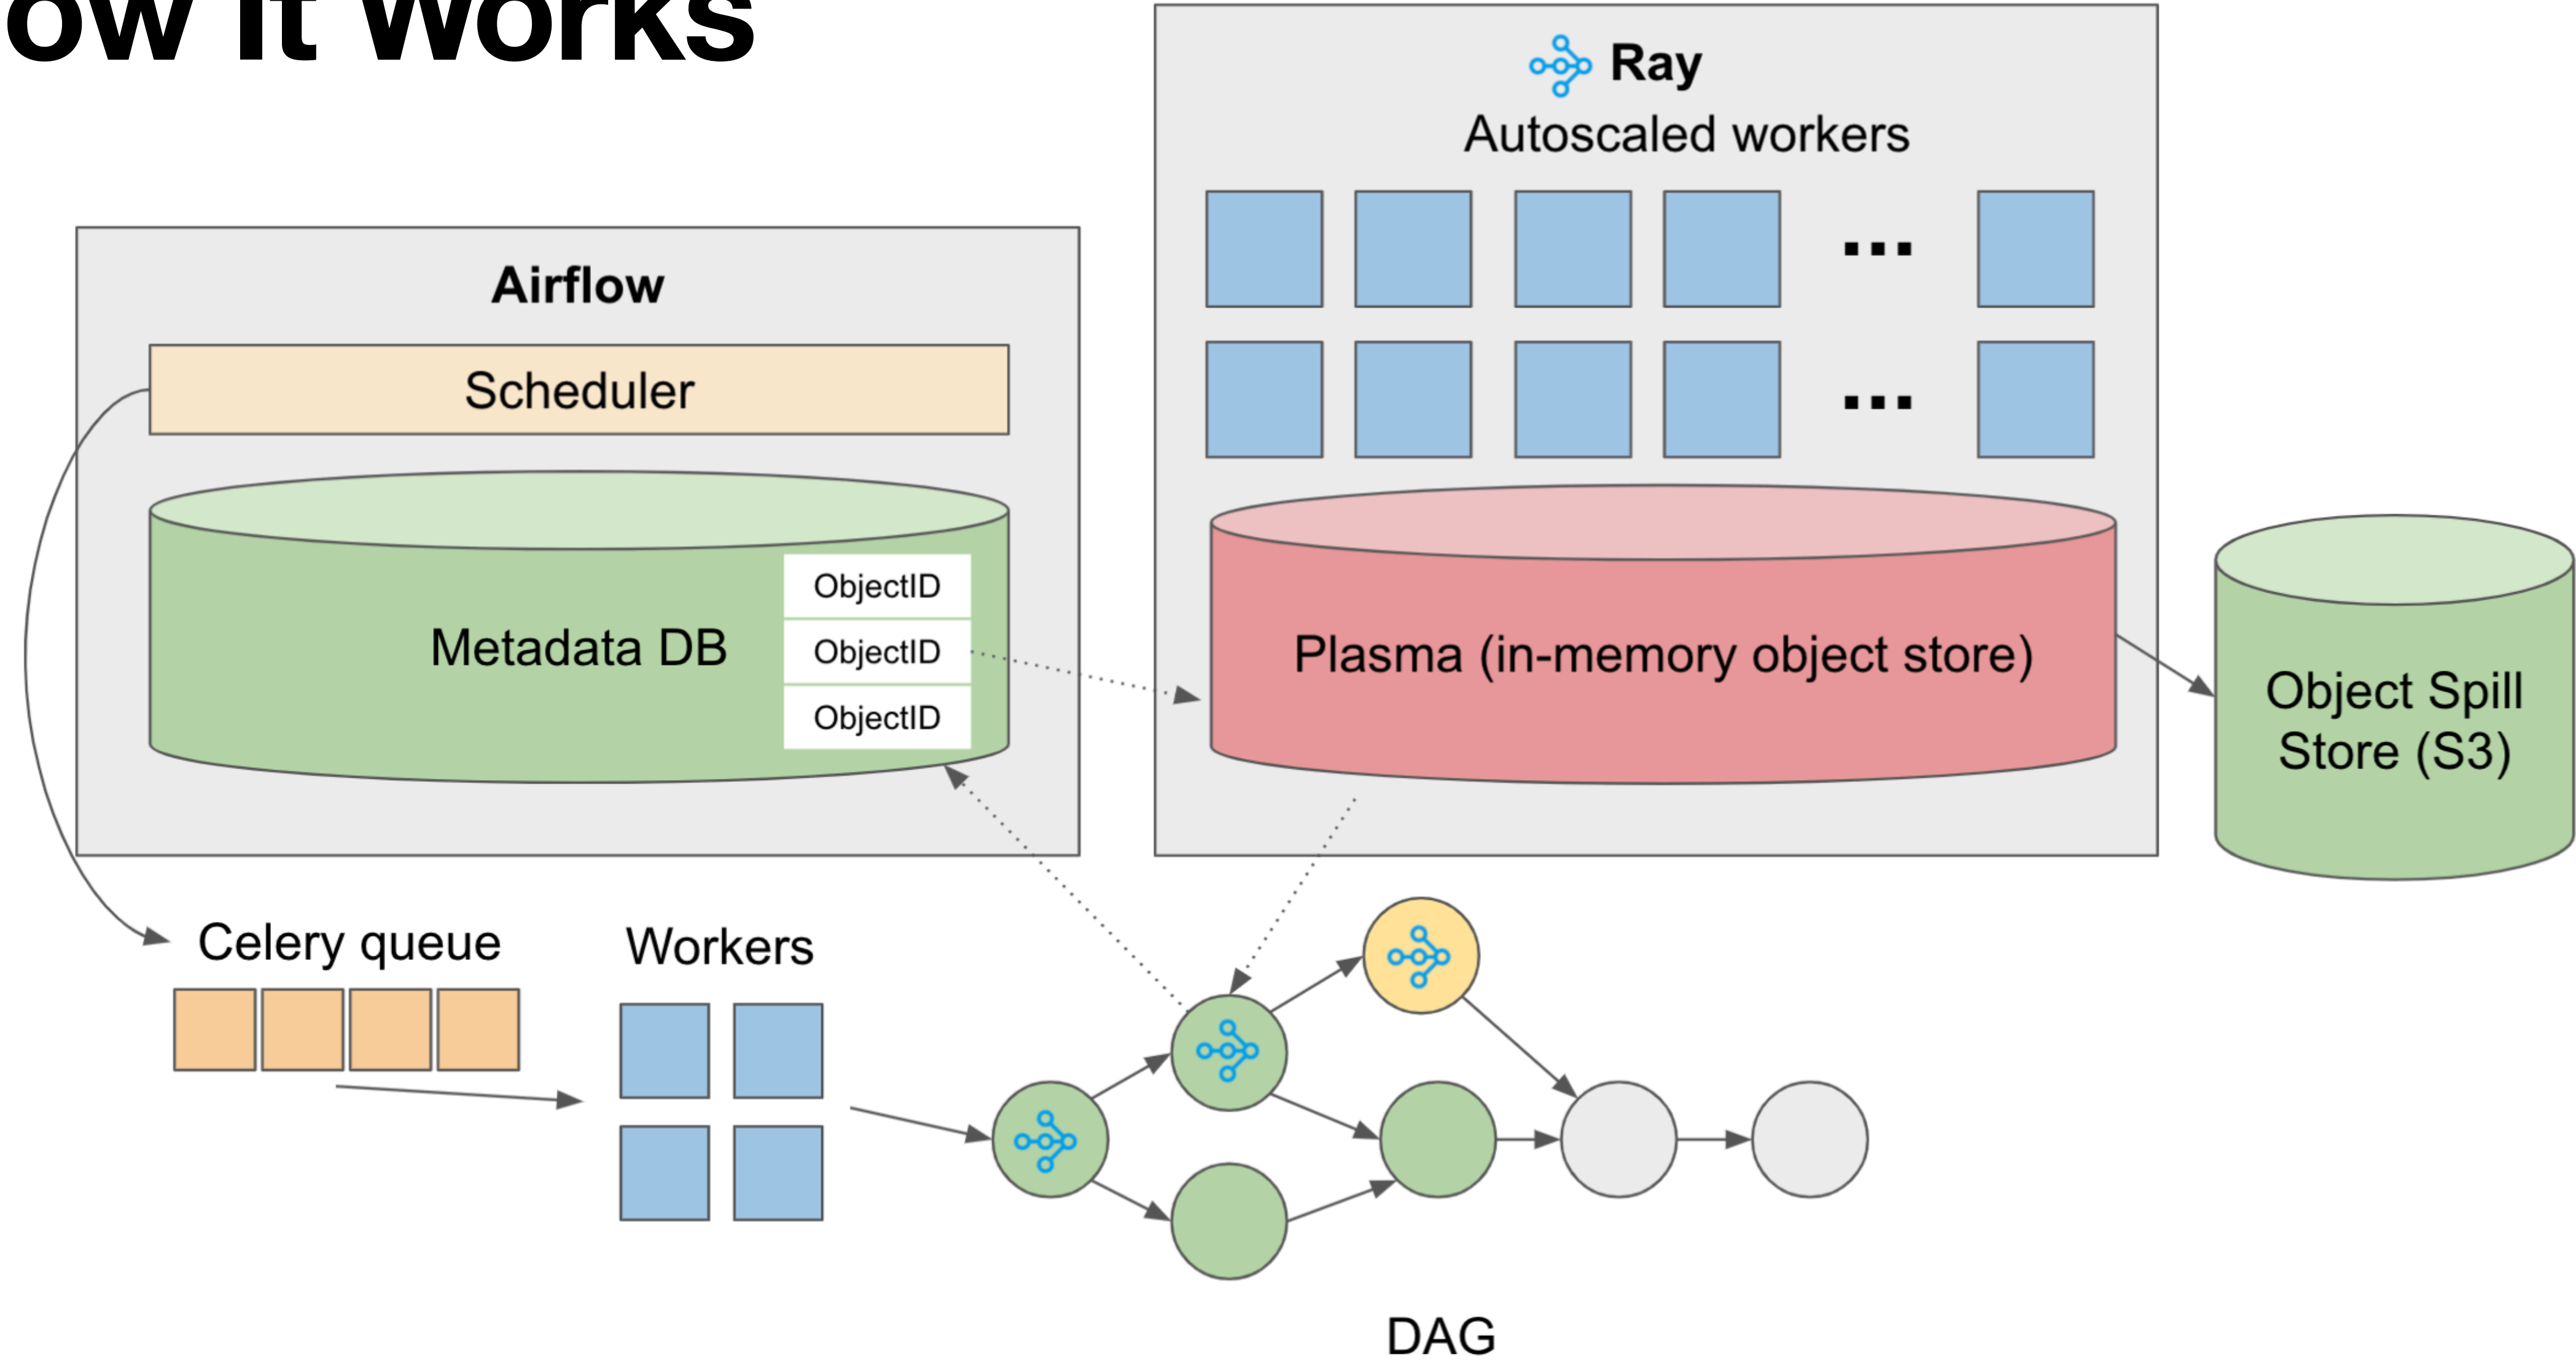 ow it Works
Ray
Autoscaled workers
...
...
Airflow
Scheduler
Metadata DB
ObjectID
ObjectID
ObjectID
Plasma (in-memory object store)
Object Spill
Store (S3)
Celery queue
Workers
DAG